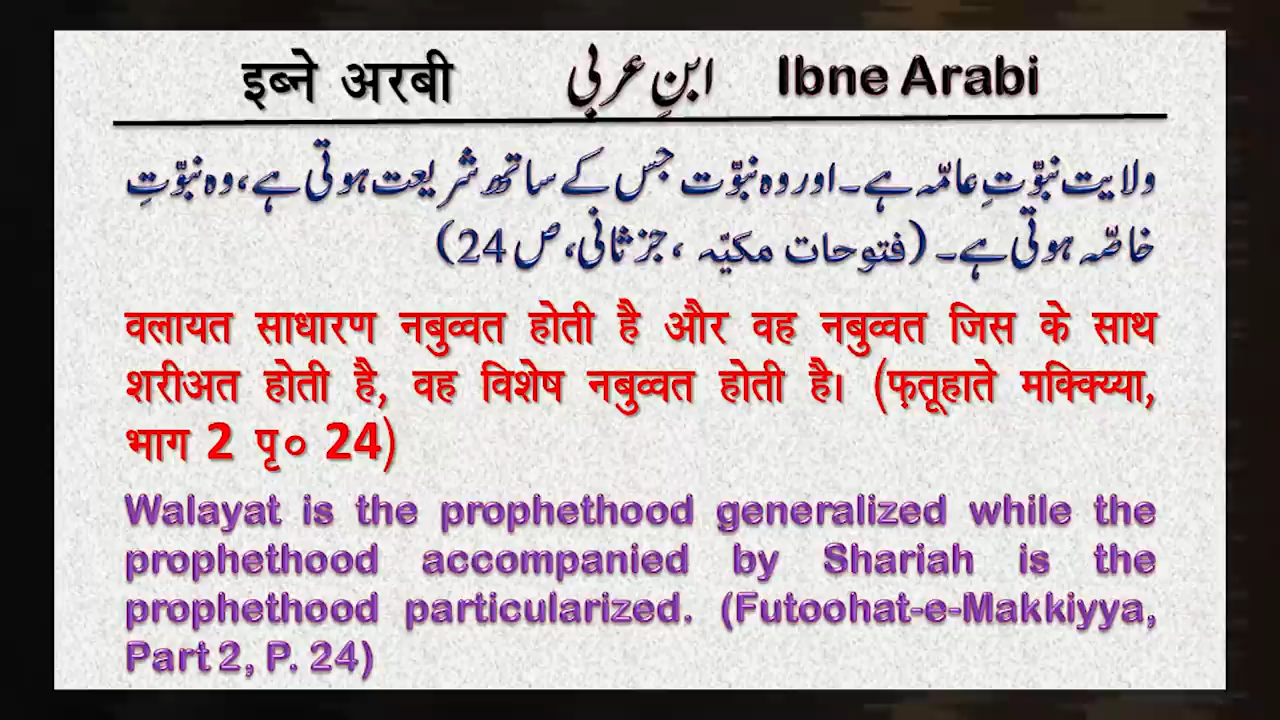 इब्ने अरबी ابنِ عربی Ibne Arabi
ولایت نبوّتِ عامّہ ہے۔ اور وہ نبوّت جس کے ساتھ شریعت ہوتی ہے، وہ نبوّتِ
خاصّہ ہوتی ہے۔ (فتوحات مکیّہ ، جز ثانی، ص 24)
वलायत साधारण नबुव्वत होती है और वह नबुव्वत जिस के साथ
शरीअत होती है, वह विशेष नबुव्वत होती है। (फ़तूहाते मक्किय्या,
भाग 2 पृ० 24)
Walayat is the prophethood generalized while the
prophethood accompanied by Shariah is the
prophethood particularized. (Futoohat-e-Makkiyya,
Part 2, P. 24)